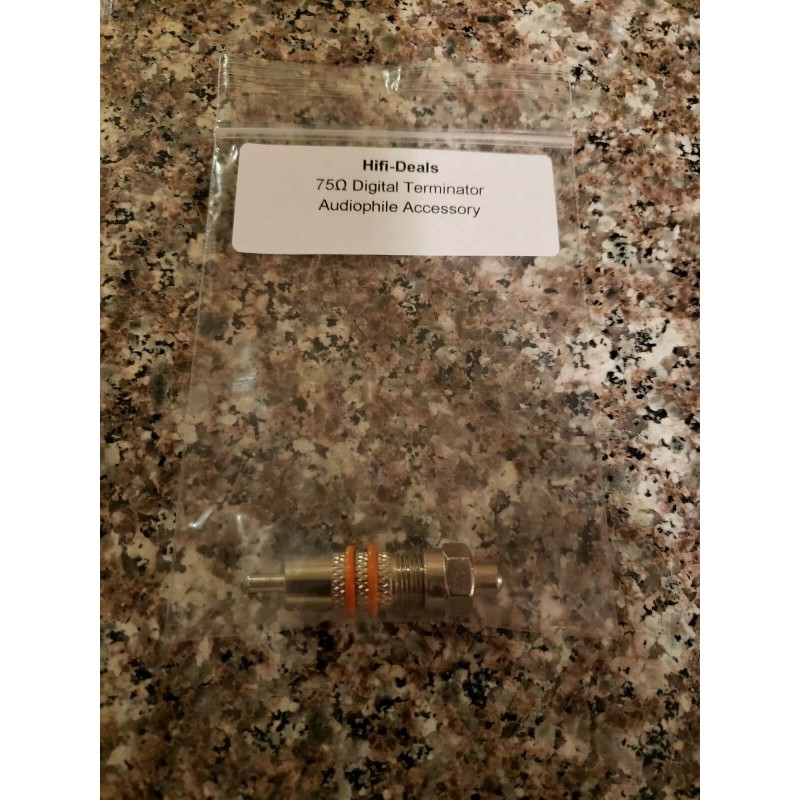 Hifi-Deals
75Ω Digital Terminator
Audiophile Accessory